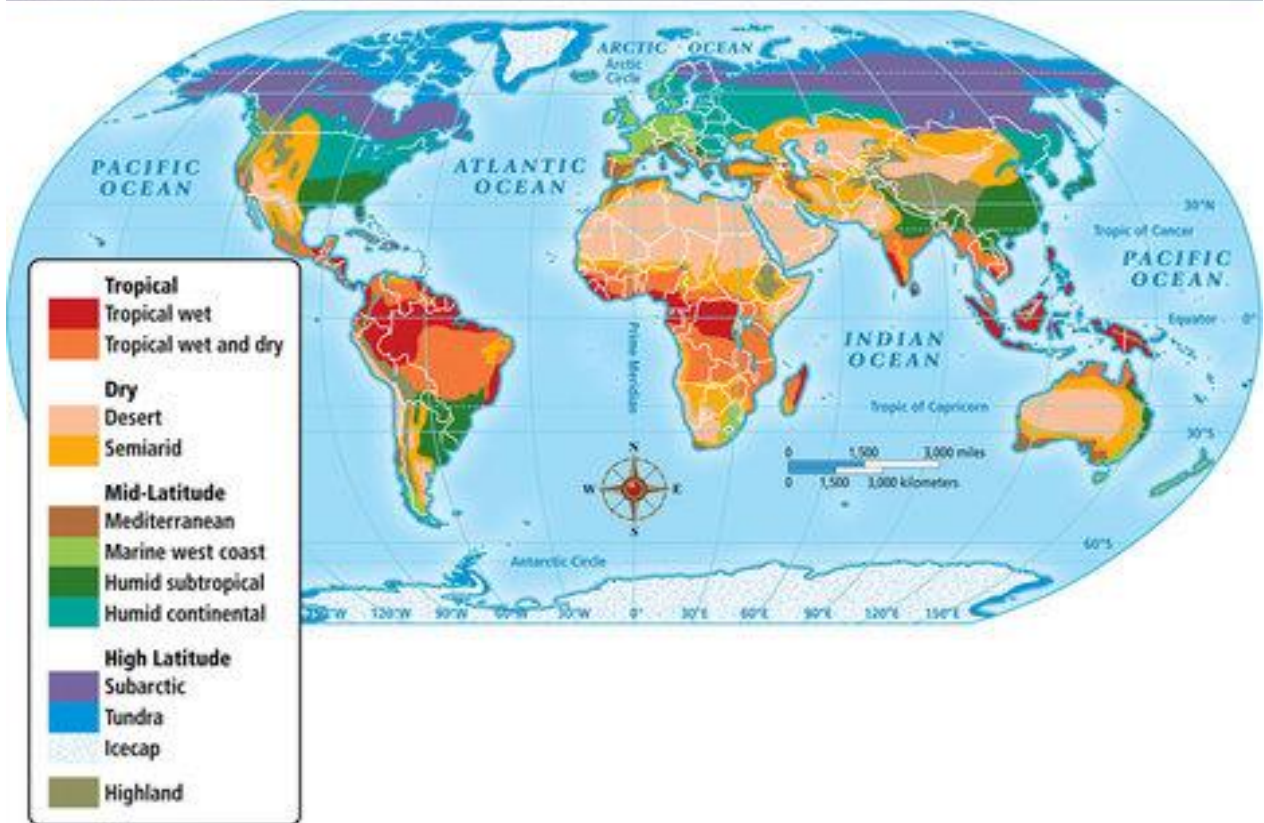 ARCTIC OCEAN
Arctic
Circle
PACIFIC
OCEAN
ATLANTIC
OCEAN
30°N
Tropic of Cancer
PACIFIC
OCEAN
Equator 0°
Prime Meridian
INDIAN
OCEAN
Tropic of Capricorn
30°S
0 1,500 3,000 miles
0 1,500 3,000 kilometers
N
W E
S
60°S
Antarctic Circle
120°W 90°W 60°W 30°W 0° 30°E 60°E 90°E 120°E 150°E
Tropical
Tropical wet
Tropical wet and dry
Dry
Desert
Semiarid
Mid-Latitude
Mediterranean
Marine west coast
Humid subtropical
Humid continental
High Latitude
Subarctic
Tundra
Icecap
Highland